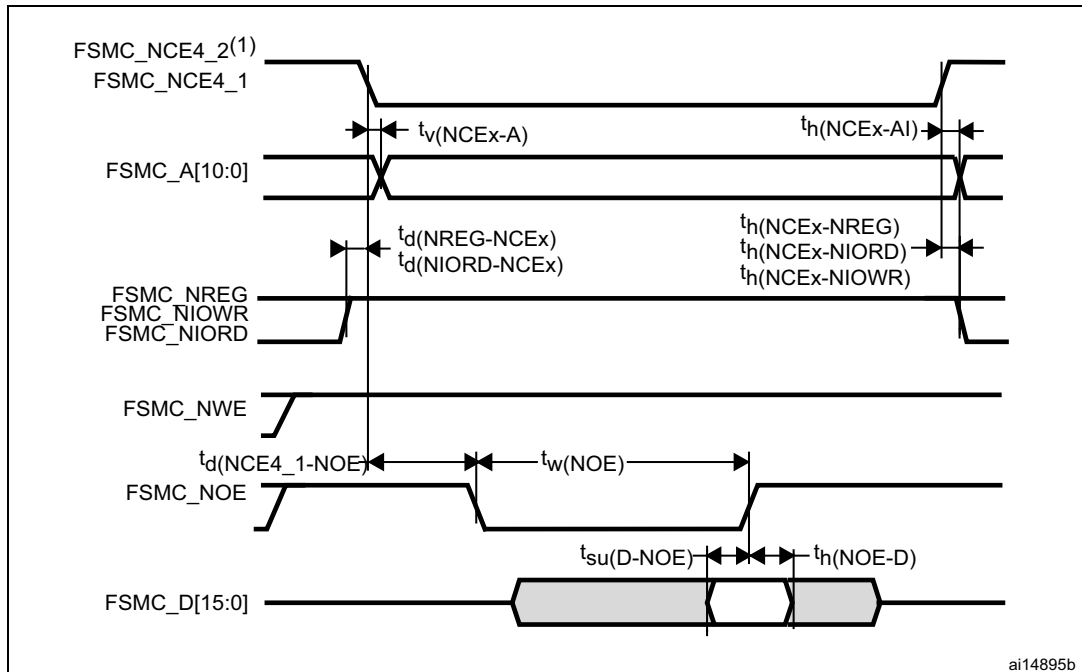 FSMC_NCE4_2(1)
FSMC_NCE4_1
tv(NCEx-A)
th(NCEx-AI)
FSMC_A[10:0]
td(NREG-NCEx)
td(NIORD-NCEx)
th(NCEx-NREG)
th(NCEx-NIORD)
th(NCEx-NIOWR)
FSMC_NREG
FSMC_NIOWR
FSMC_NIORD
FSMC_NWE
td(NCE4_1-NOE)
tw(NOE)
FSMC_NOE
tsu(D-NOE)
th(NOE-D)
FSMC_D[15:0]
ai14895b